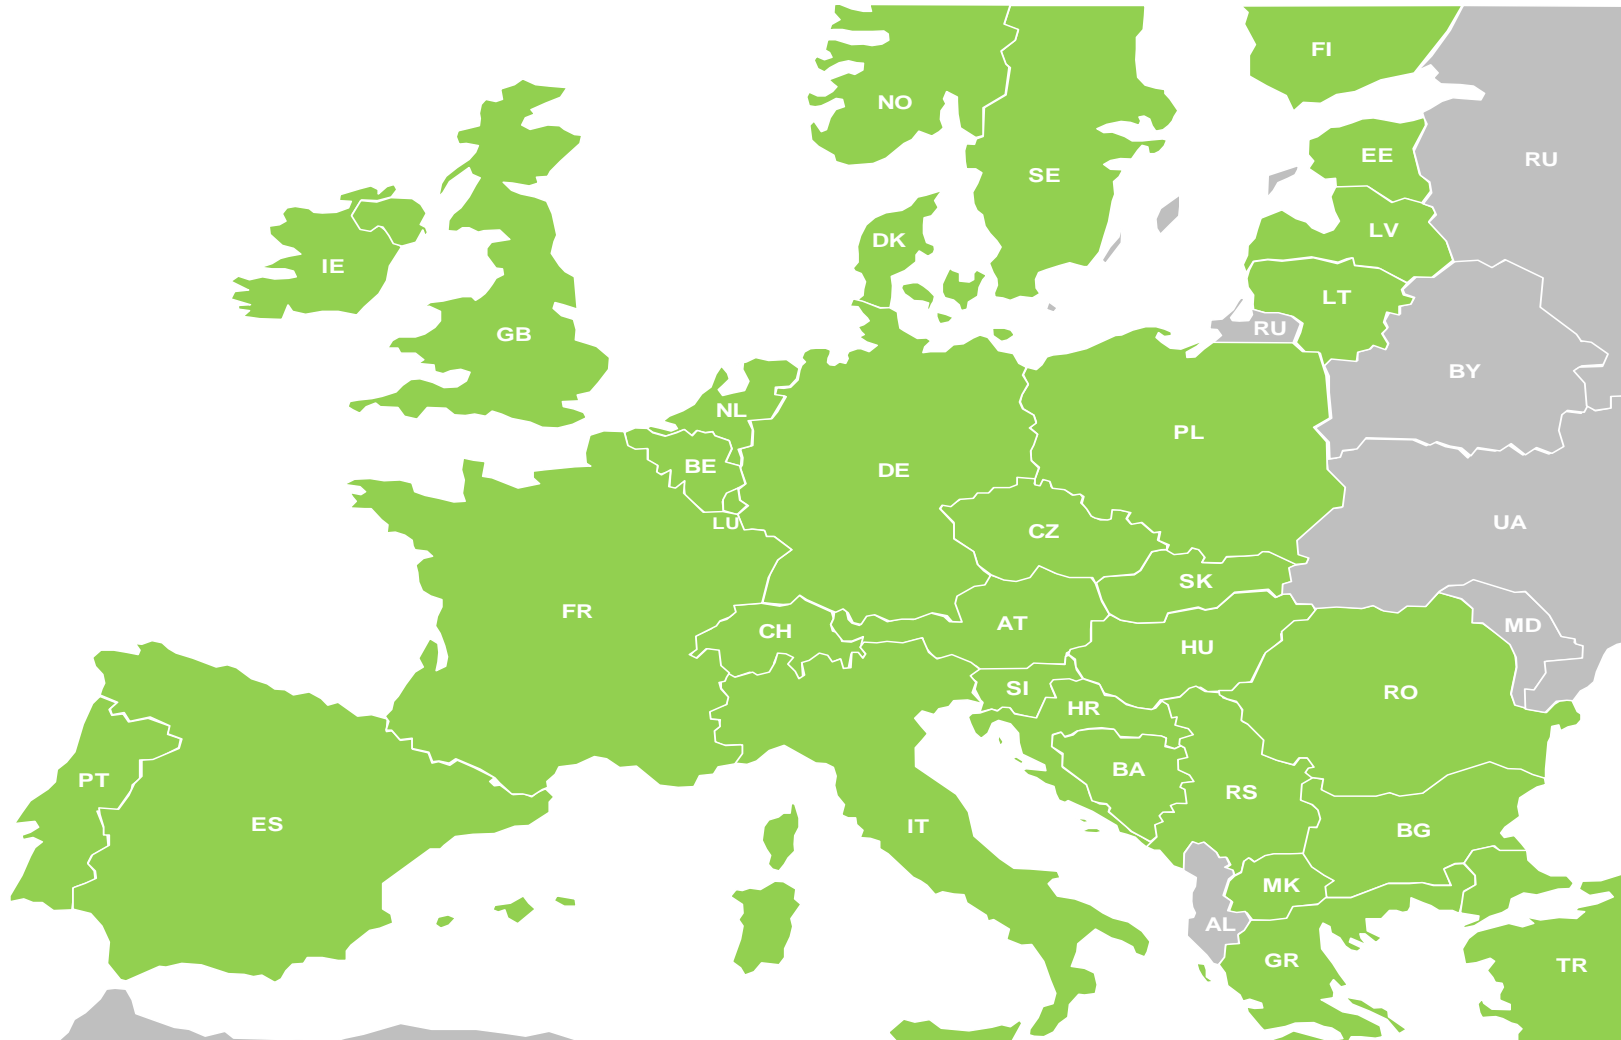 FI
NO
EE
RU
SE
LV
DK
IE
LT
RU
GB
BY
NL
PL
BE
DE
LU
UA
CZ
SK
FR
AT
MD
CH
HU
SI
RO
HR
BA
PT
RS
ES
IT
BG
MK
AL
GR
TR